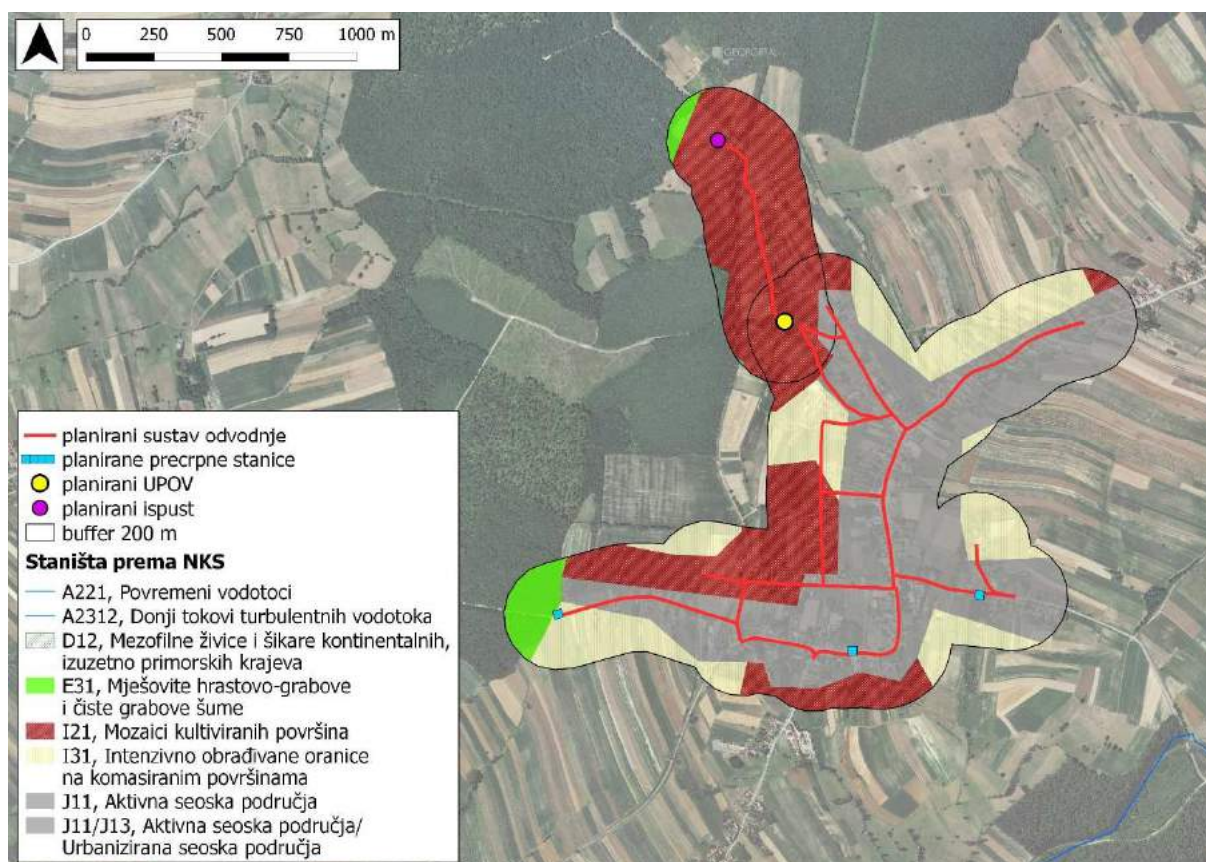 0 250 500 750 1000 m
GEOPORTAL
planirani sustav odvodnje
planirane precrpne stanice
planirani UPOV
planirani ispust
buffer 200 m
Staništa prema NKS
A221, Povremeni vodotoci
A2312, Donji tokovi turbulentnih vodotoka
D12, Mezofilne živice i šikare kontinentalnih,
izuzetno primorskih krajeva
E31, Mješovite hrastovo-grabove
i čiste grabove šume
I21, Mozaici kultiviranih površina
I31, Intenzivno obrađivane oranice
na komasiranim površinama
J11, Aktivna seoska područja
J11/J13, Aktivna seoska područja/
Urbanizirana seoska područja